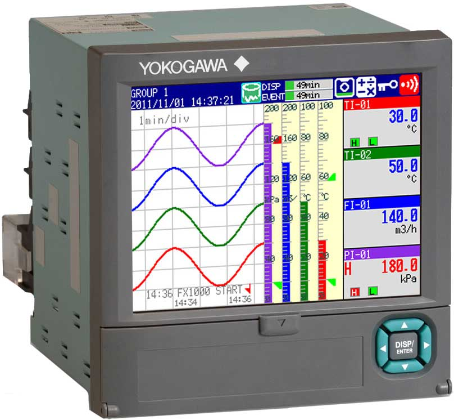 YOKOGAWA
GROUP 1
2011/11/01 14:37:21
DISP 49min
EVENT 49min
1min/div
200 200 100 100
TI-01
30.0
°C
H L
TI-02
50.0
°C
FI-01
140.0
m3/h
PI-01
H 180.0
kPa
H L
160 80 80
60 60
14:36 FX1000 START
14:34 14:36
DISP/
ENTER